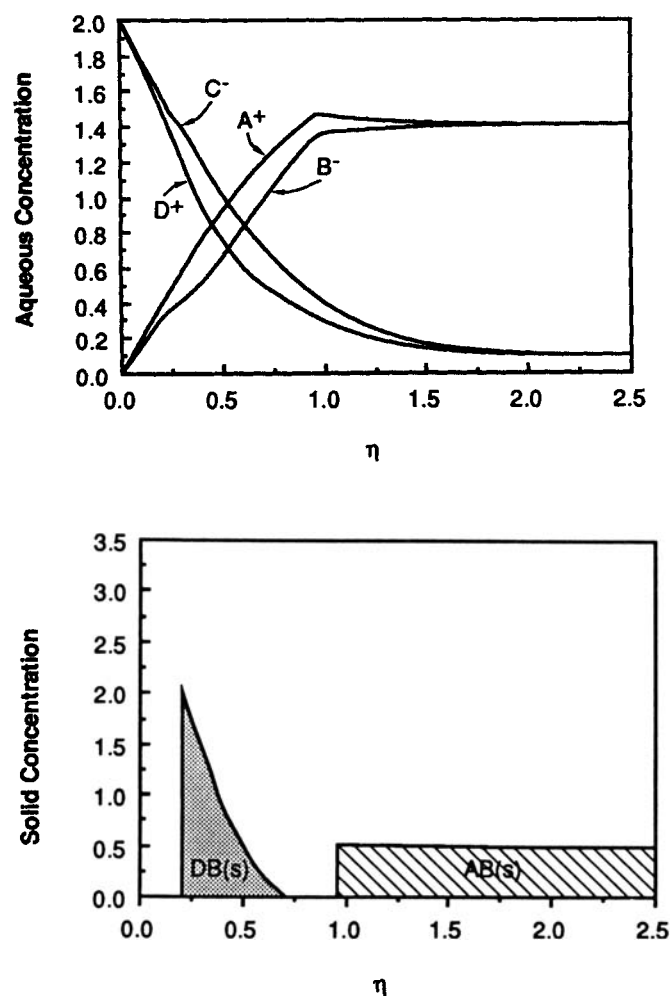 Aqueous Concentration
2.0
1.8
1.6
1.4
1.2
1.0
0.8
0.6
0.4
0.2
0.0
C-
A+
B-
D+
0.0 0.5 1.0 1.5 2.0 2.5
η
Solid Concentration
3.5
3.0
2.5
2.0
1.5
1.0
0.5
0.0
DB(s)
AB(s)
0.0 0.5 1.0 1.5 2.0 2.5
η